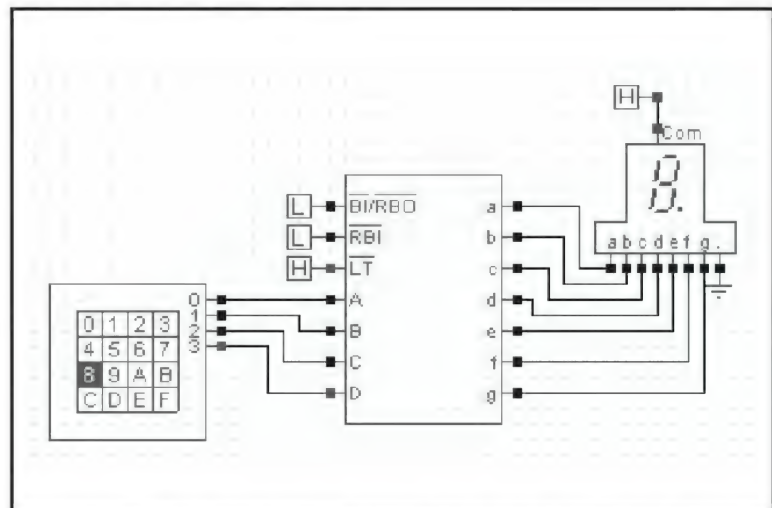 H
Com
L BI/RBO a
L RBI b
H LT c
a b c d e f g .
0 A d
1 B e
2 C f
3 D g
0 1 2 3
4 5 6 7
8 9 A B
C D E F